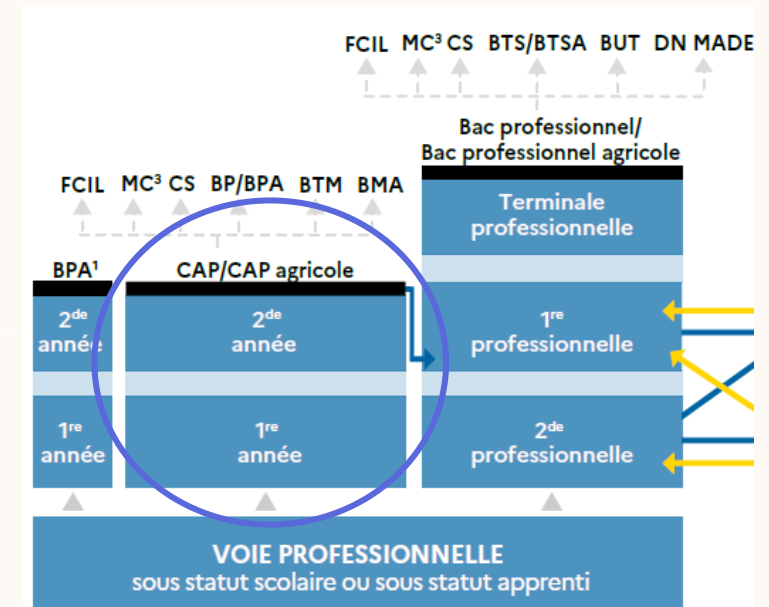 FCIL MC³ CS BTS/BTSA BUT DN MADE
Bac professionnel/
Bac professionnel agricole
Terminale
professionnelle
1re
professionnelle
2de
professionnelle
FCIL MC³ CS BP/BPA BTM BMA
BPA¹
2de
année
1re
année
CAP/CAP agricole
2de
année
1re
année
VOIE PROFESSIONNELLE
sous statut scolaire ou sous statut apprenti